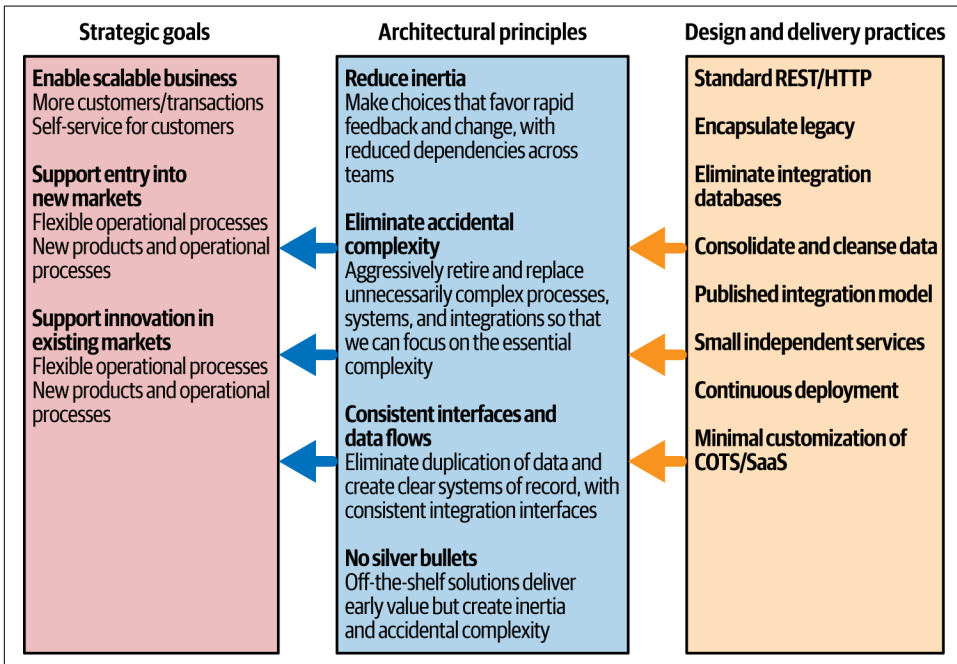 Strategic goals
Enable scalable business
More customers/transactions
Self-service for customers
Support entry into
new markets
Flexible operational processes
New products and operational
processes
Support innovation in
existing markets
Flexible operational processes
New products and operational
processes
Architectural principles
Reduce inertia
Make choices that favor rapid
feedback and change, with
reduced dependencies across
teams
Eliminate accidental
complexity
Aggressively retire and replace
unnecessarily complex processes,
systems, and integrations so that
we can focus on the essential
complexity
Consistent interfaces and
data flows
Eliminate duplication of data and
create clear systems of record, with
consistent integration interfaces
No silver bullets
Off-the-shelf solutions deliver
early value but create inertia
and accidental complexity
Design and delivery practices
Standard REST/HTTP
Encapsulate legacy
Eliminate integration
databases
Consolidate and cleanse data
Published integration model
Small independent services
Continuous deployment
Minimal customization of
COTS/SaaS